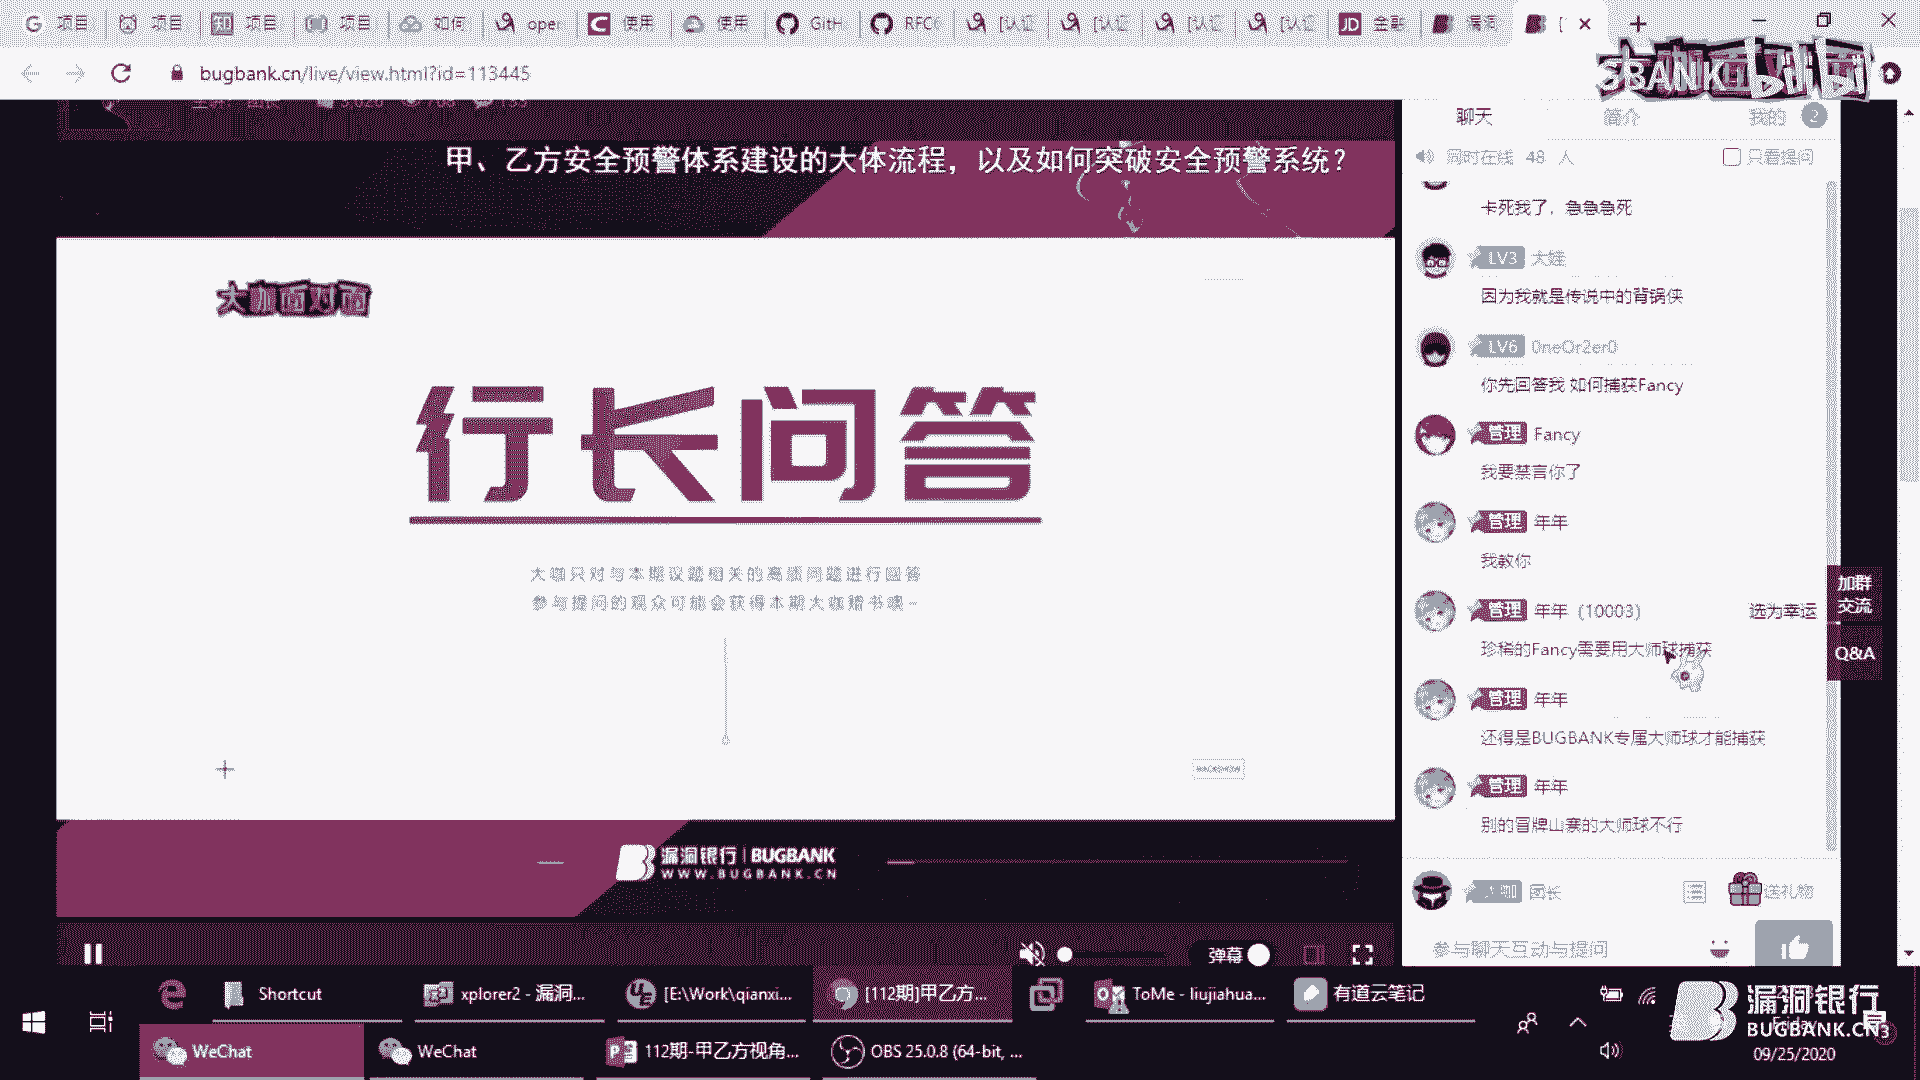 项目
项目
项目
项目
如何
oper
使用
使用
GitH
RFC
[认证
[认证
[认证
[认证
金融
漏洞
bugbank.cn/live/view.html?id=113445
甲、乙方安全预警体系建设的大体流程，以及如何突破安全预警系统？
大咖面对面
行长问答
大咖只对与本期议题相关的高质问题进行回答
参与提问的观众可能会获得本期大咖赠书噢~
漏洞银行 | BUGBANK
WWW.BUGBANK.CN
弹幕
聊天
简介
我的 2
同时在线 48 人
只看提问
卡死我了，急急急死
LV3 大娃
因为我就是传说中的背锅侠
LV6 0neOr2er0
你先回答我 如何捕获Fancy
管理 Fancy
我要禁言你了
管理 年年
我教你
管理 年年 (10003) 选为幸运
珍稀的Fancy需要用大师球捕获
管理 年年
还得是BUGBANK专属大师球才能捕获
管理 年年
别的冒牌山寨的大师球不行
大咖 团长
送礼物
参与聊天互动与提问
加群
交流
Q&A
Shortcut
xplorer2 - 漏洞...
[E:\Work\qianxi...
[112期]甲乙方...
ToMe - liujiahua...
有道云笔记
WeChat
WeChat
112期-甲乙方视角...
OBS 25.0.8 (64-bit, ...
漏洞银行
BUGBANK.CN
Friday
09/25/2020